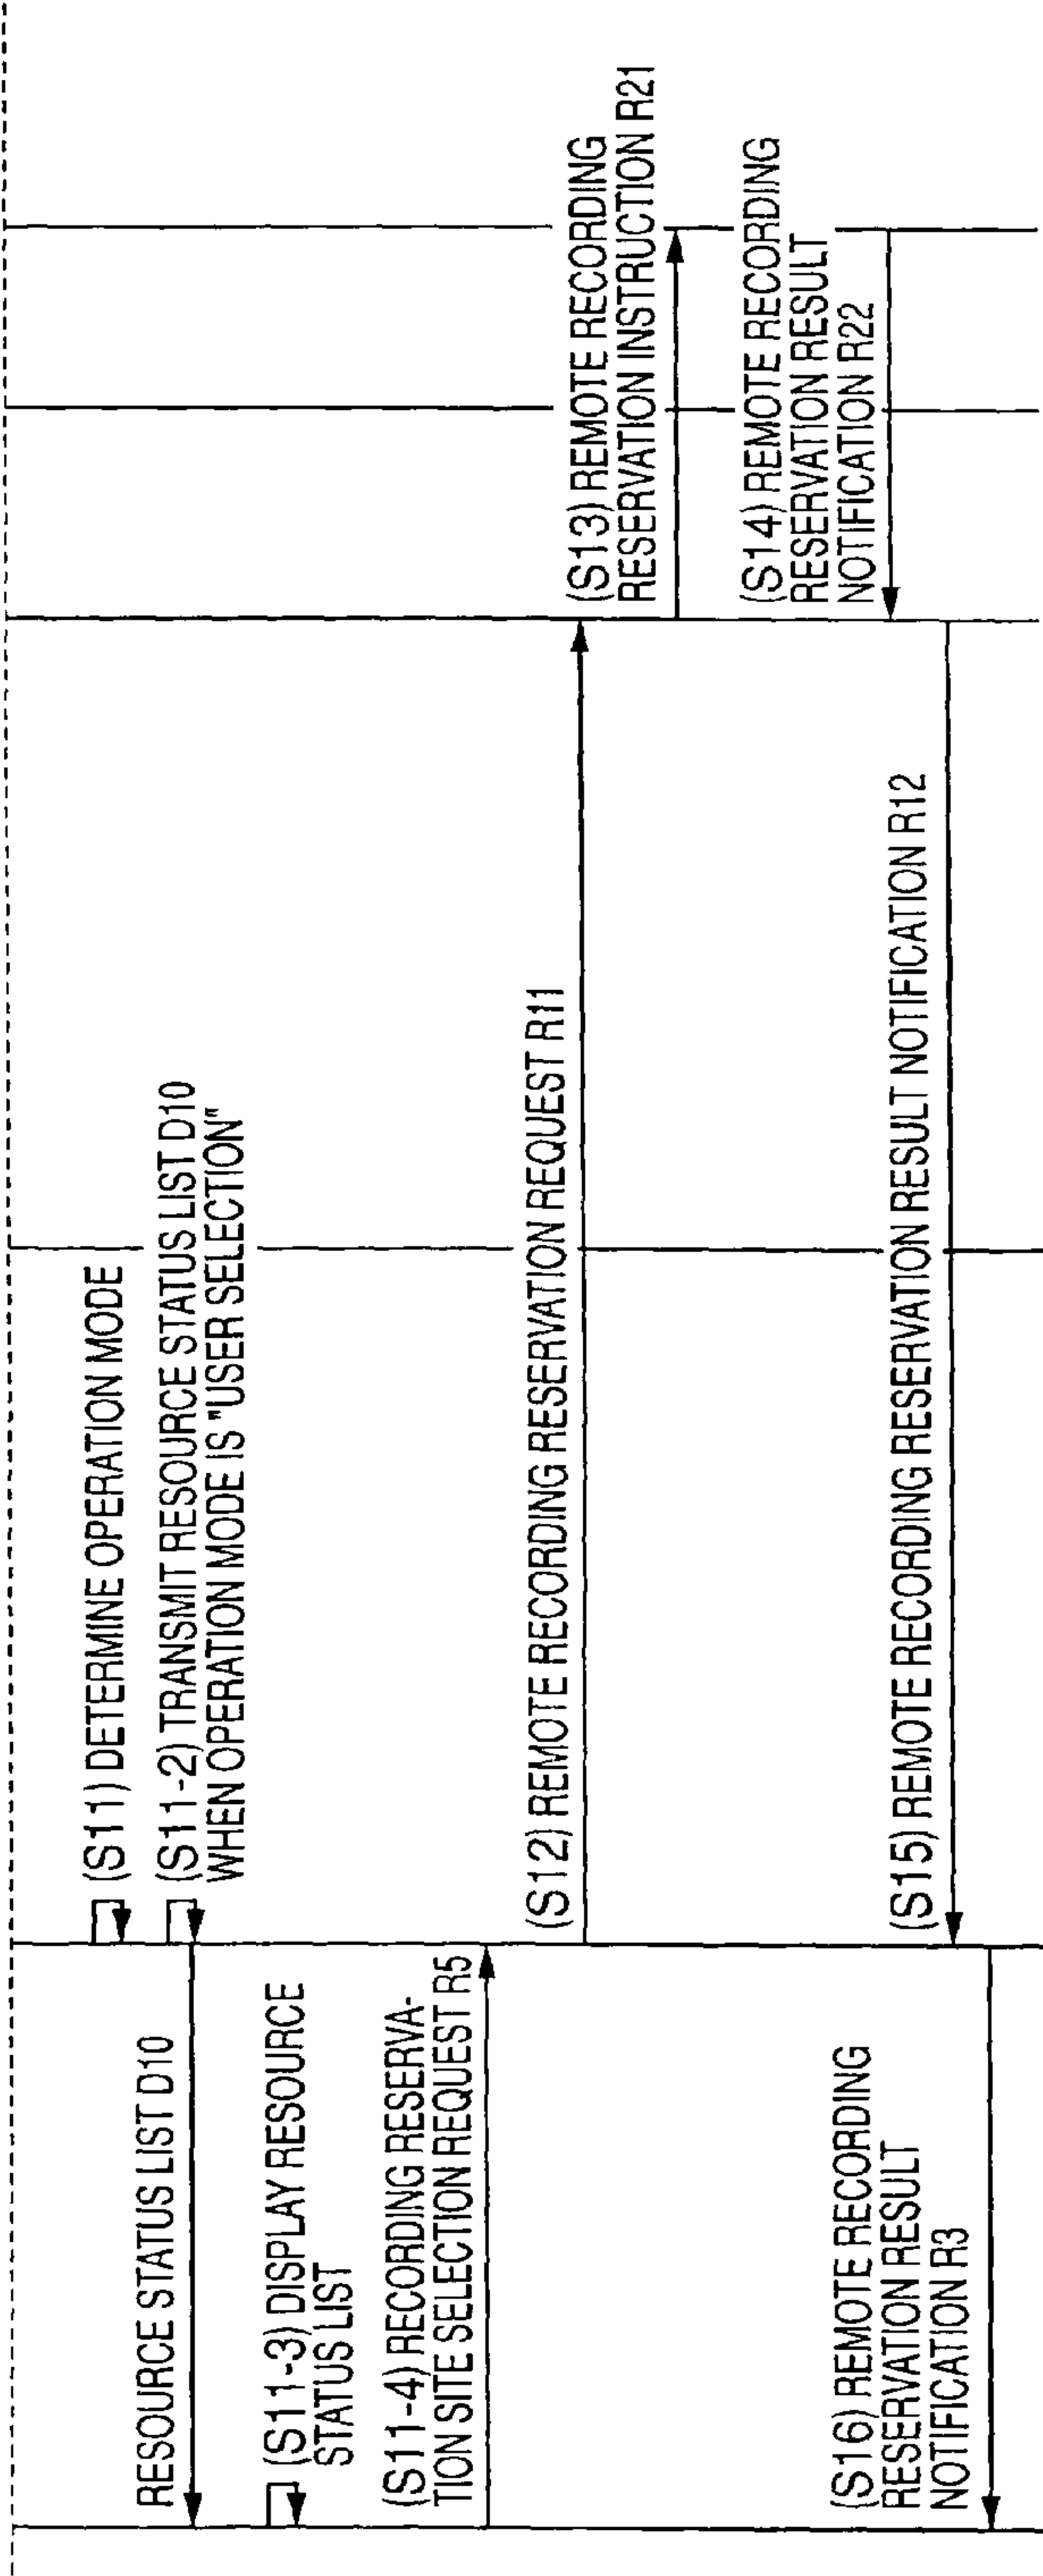 (S11) DETERMINE OPERATION MODE
RESOURCE STATUS LIST D10
(S11-2) TRANSMIT RESOURCE STATUS LIST D10
WHEN OPERATION MODE IS "USER SELECTION"
(S11-3) DISPLAY RESOURCE
STATUS LIST
(S11-4) RECORDING RESERVA-
TION SITE SELECTION REQUEST R5
(S12) REMOTE RECORDING RESERVATION REQUEST R11
(S13) REMOTE RECORDING
RESERVATION INSTRUCTION R21
(S14) REMOTE RECORDING
RESERVATION RESULT
NOTIFICATION R22
(S15) REMOTE RECORDING RESERVATION RESULT NOTIFICATION R12
(S16) REMOTE RECORDING
RESERVATION RESULT
NOTIFICATION R3